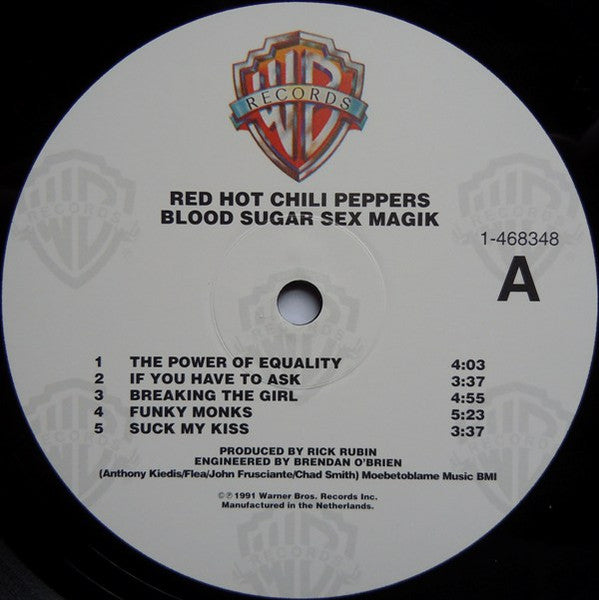 WB
RECORDS
RED HOT CHILI PEPPERS
BLOOD SUGAR SEX MAGIK
1-468348
A
1 THE POWER OF EQUALITY 4:03
2 IF YOU HAVE TO ASK 3:37
3 BREAKING THE GIRL 4:55
4 FUNKY MONKS 5:23
5 SUCK MY KISS 3:37
PRODUCED BY RICK RUBIN
ENGINEERED BY BRENDAN O'BRIEN
(Anthony Kiedis/Flea/John Frusciante/Chad Smith) Moebetoblame Music BMI
©℗ 1991 Warner Bros. Records Inc.
Manufactured in the Netherlands.